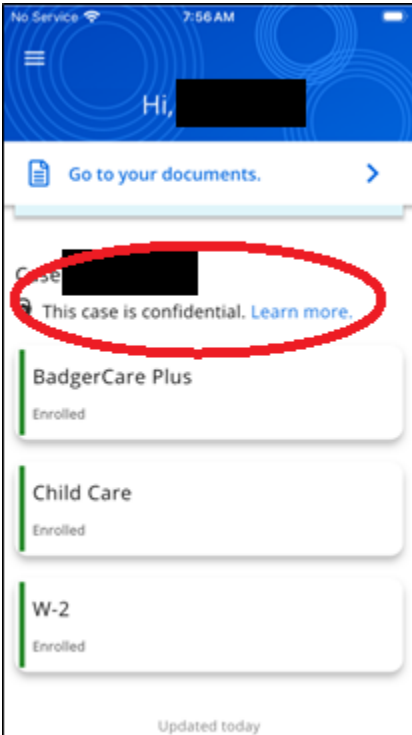 No Service 7:56 AM
Hi,
Go to your documents.
Case
This case is confidential. Learn more.
BadgerCare Plus
Enrolled
Child Care
Enrolled
W-2
Enrolled
Updated today